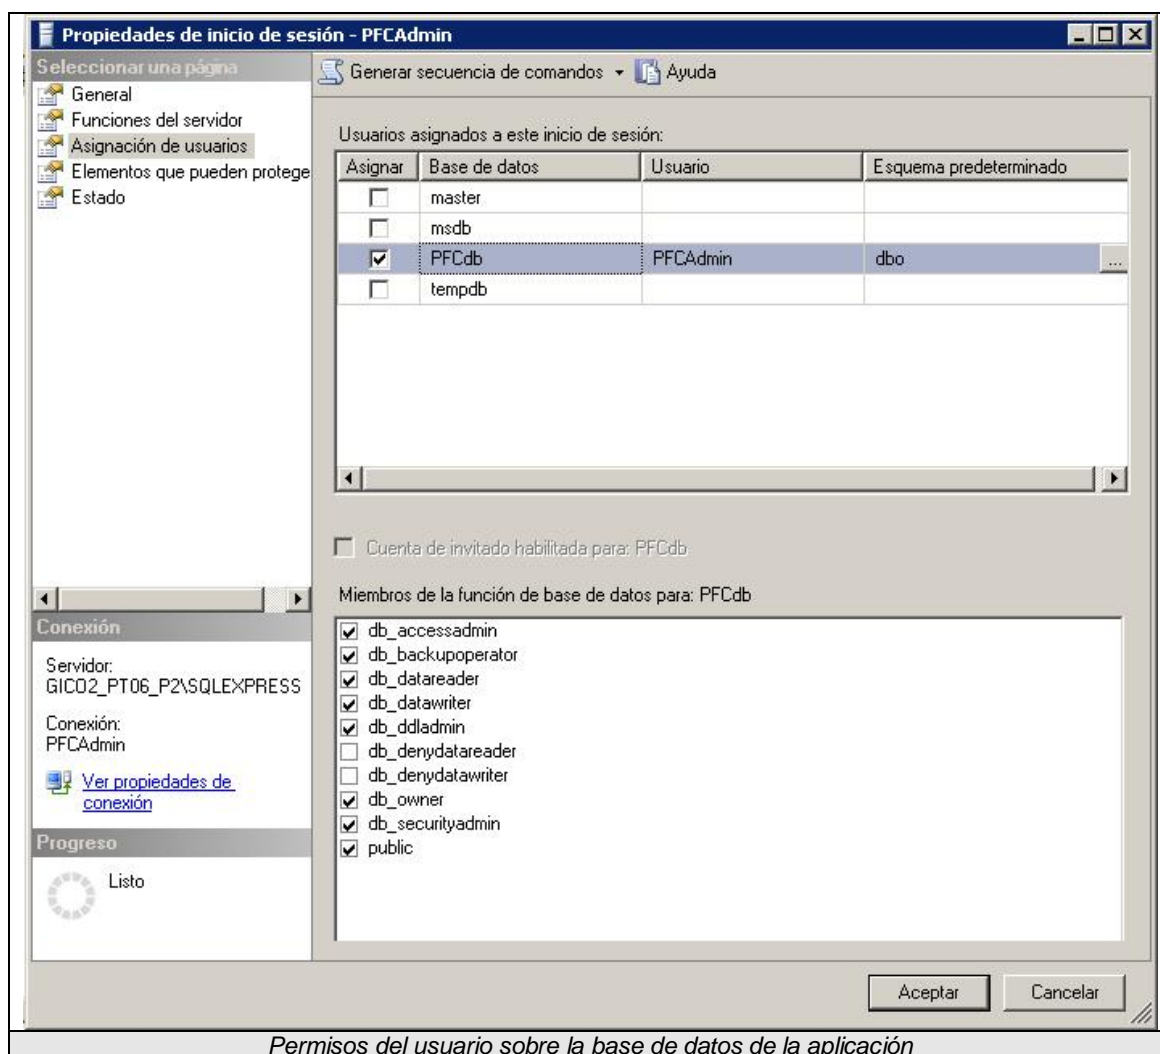 Propiedades de inicio de sesión - PFCAdmin
Seleccionar una página
General
Funciones del servidor
Asignación de usuarios
Elementos que pueden protege
Estado
Generar secuencia de comandos
Ayuda
Usuarios asignados a este inicio de sesión:
Asignar Base de datos Usuario Esquema predeterminado
master
msdb
PFCdb PFCAdmin dbo ...
tempdb
Cuenta de invitado habilitada para: PFCdb
Miembros de la función de base de datos para: PFCdb
db_accessadmin
db_backupoperator
db_datareader
db_datawriter
db_ddladmin
db_denydatareader
db_denydatawriter
db_owner
db_securityadmin
public
Conexión
Servidor:
GICO2_PT06_P2\SQLEXPRESS
Conexión:
PFCAdmin
Ver propiedades de
conexión
Progreso
Listo
Aceptar Cancelar
Permisos del usuario sobre la base de datos de la aplicación